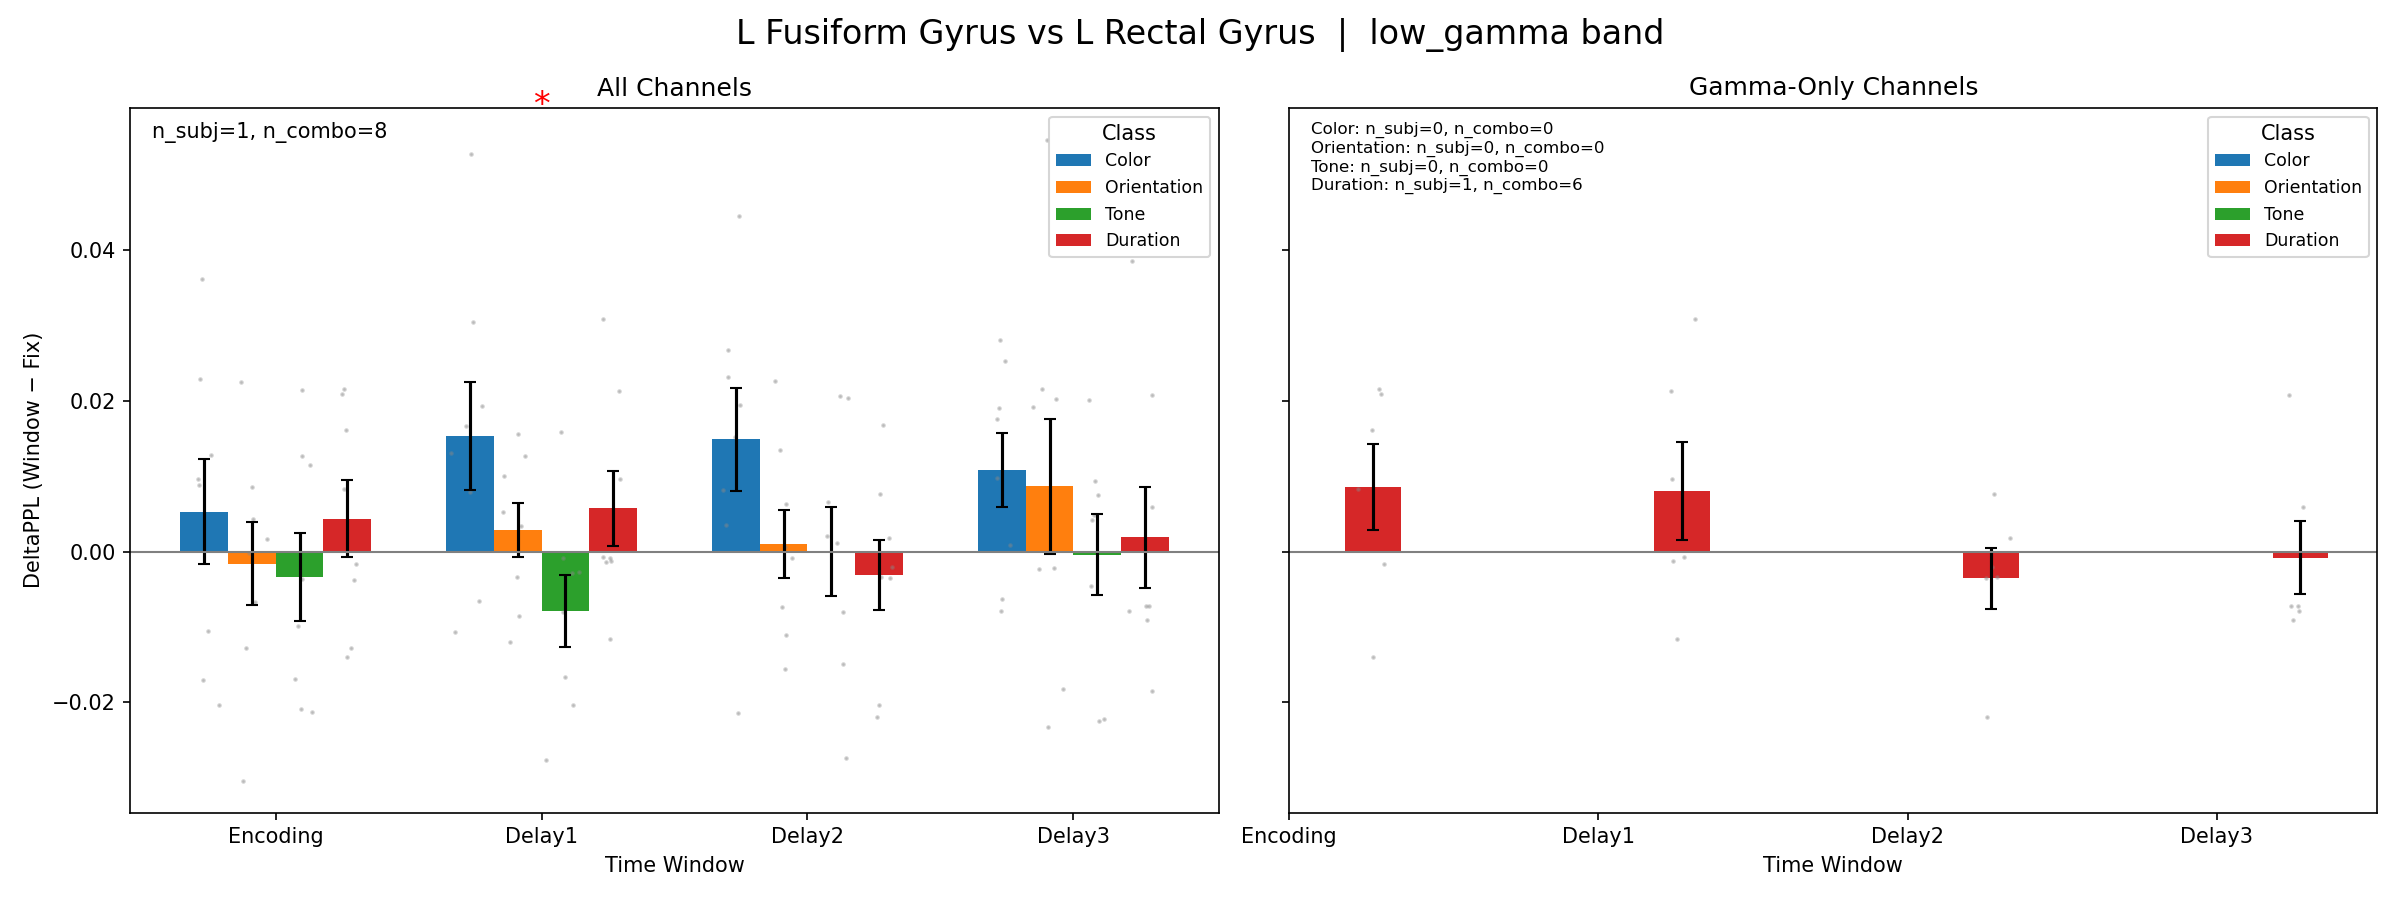 L Fusiform Gyrus vs L Rectal Gyrus | low_gamma band
All Channels
*
n_subj=1, n_combo=8
Class
Color
Orientation
Tone
Duration
DeltaPPL (Window − Fix)
0.04
0.02
0.00
−0.02
Encoding
Delay1
Delay2
Delay3
Time Window
Gamma-Only Channels
Color: n_subj=0, n_combo=0
Orientation: n_subj=0, n_combo=0
Tone: n_subj=0, n_combo=0
Duration: n_subj=1, n_combo=6
Class
Color
Orientation
Tone
Duration
Encoding
Delay1
Delay2
Delay3
Time Window